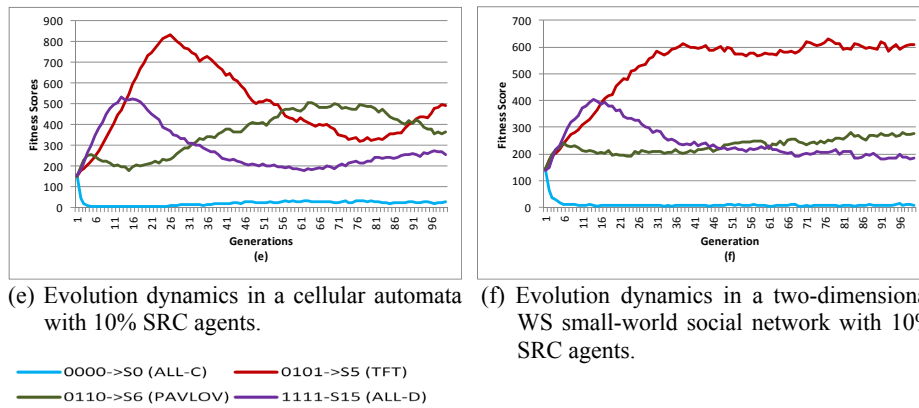 900
800
700
600
500
400
300
200
100
0
Fitness Scores
1 6 11 16 21 26 31 36 41 46 51 56 61 66 71 76 81 86 91 96
Generations
(e)
700
600
500
400
300
200
100
0
Fitness Score
1 6 11 16 21 26 31 36 41 46 51 56 61 66 71 76 81 86 91 96
Generation
(f)
(e) Evolution dynamics in a cellular automata
with 10% SRC agents.
(f) Evolution dynamics in a two-dimensiona
WS small-world social network with 10%
SRC agents.
0000->S0 (ALL-C) 0101->S5 (TFT)
0110->S6 (PAVLOV) 1111-S15 (ALL-D)